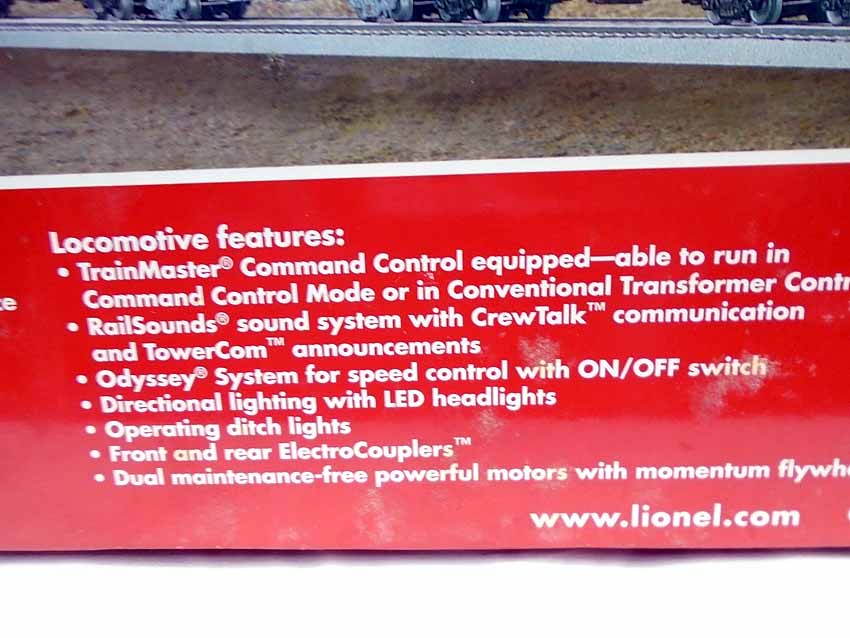 Locomotive features:
• TrainMaster® Command Control equipped—able to run in
Command Control Mode or in Conventional Transformer Contr
• RailSounds® sound system with CrewTalk™ communication
and TowerCom™ announcements
• Odyssey® System for speed control with ON/OFF switch
• Directional lighting with LED headlights
• Operating ditch lights
• Front and rear ElectroCouplers™
• Dual maintenance-free powerful motors with momentum flywhe
www.lionel.com